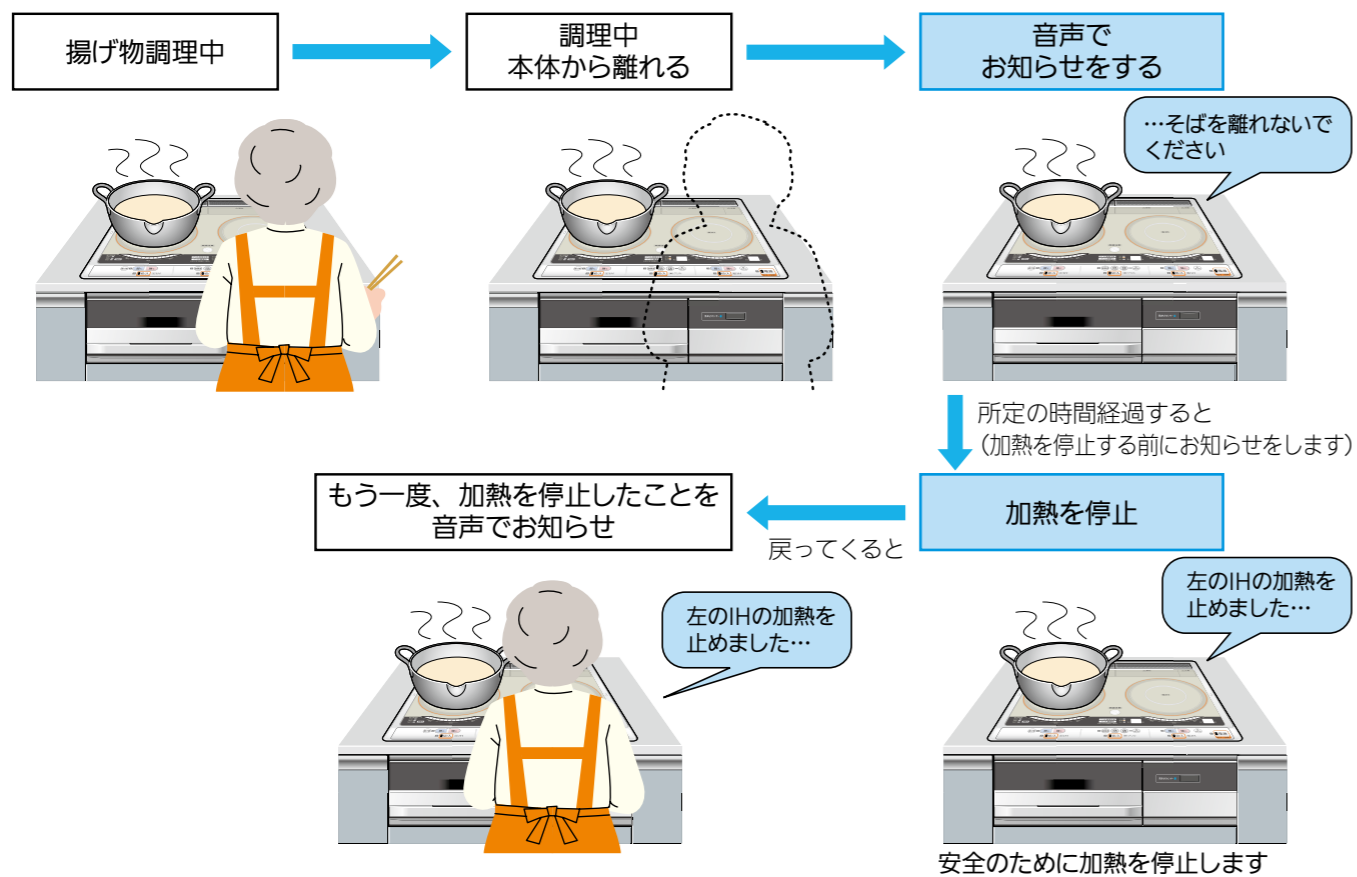 揚げ物調理中
調理中
本体から離れる
音声で
お知らせをする
…そばを離れないで
ください
所定の時間経過すると
（加熱を停止する前にお知らせをします）
加熱を停止
戻ってくると
もう一度、加熱を停止したことを
音声でお知らせ
左のIHの加熱を
止めました…
左のIHの加熱を
止めました…
安全のために加熱を停止します